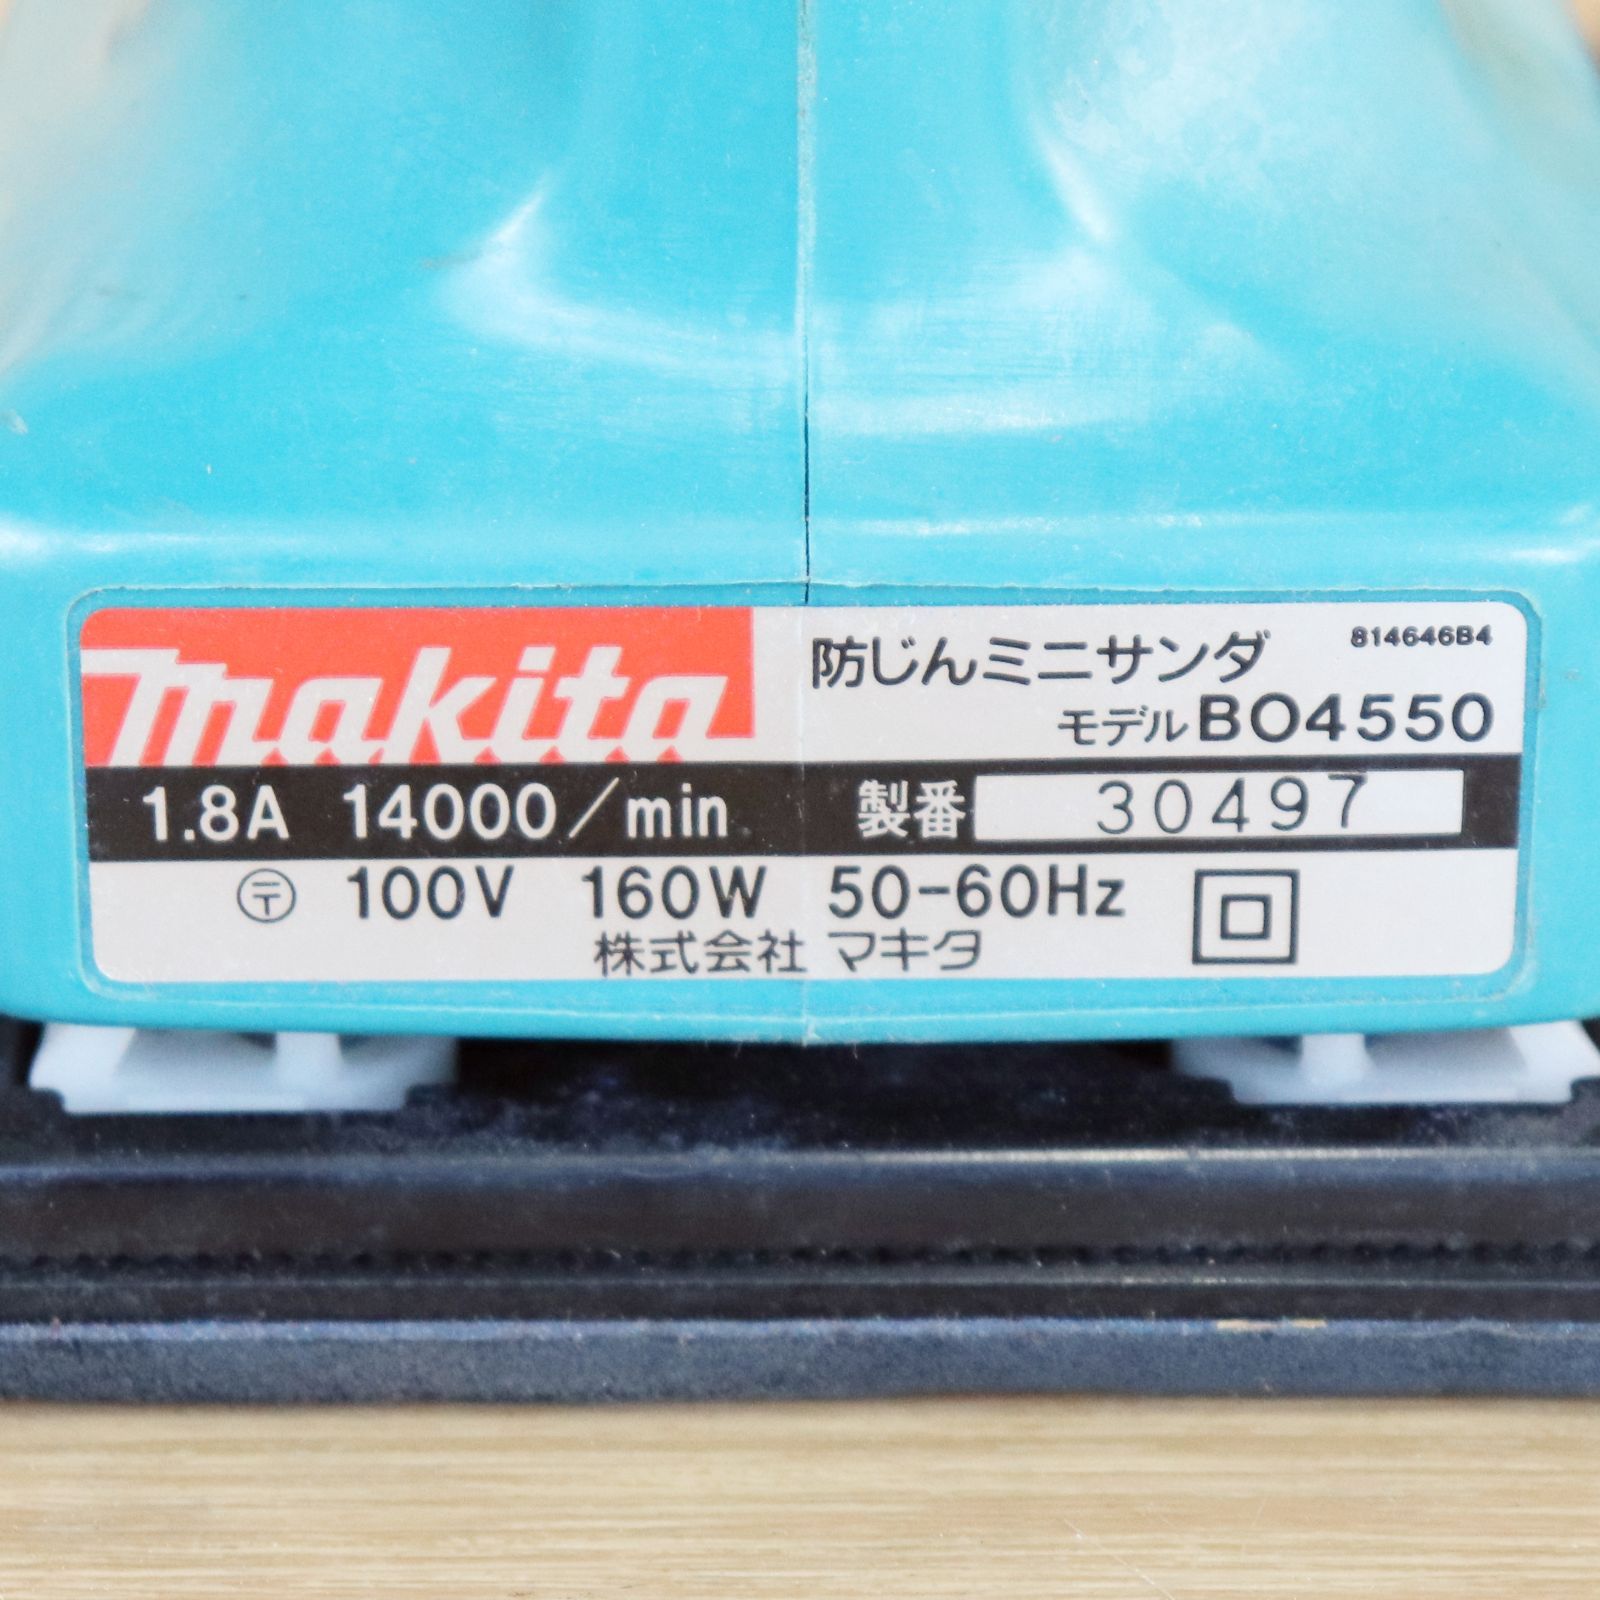 makita
防じんミニサンダ
814646B4
モデル BO4550
1.8A 14000/min 製番 30497
〶 100V 160W 50-60Hz
株式会社 マキタ